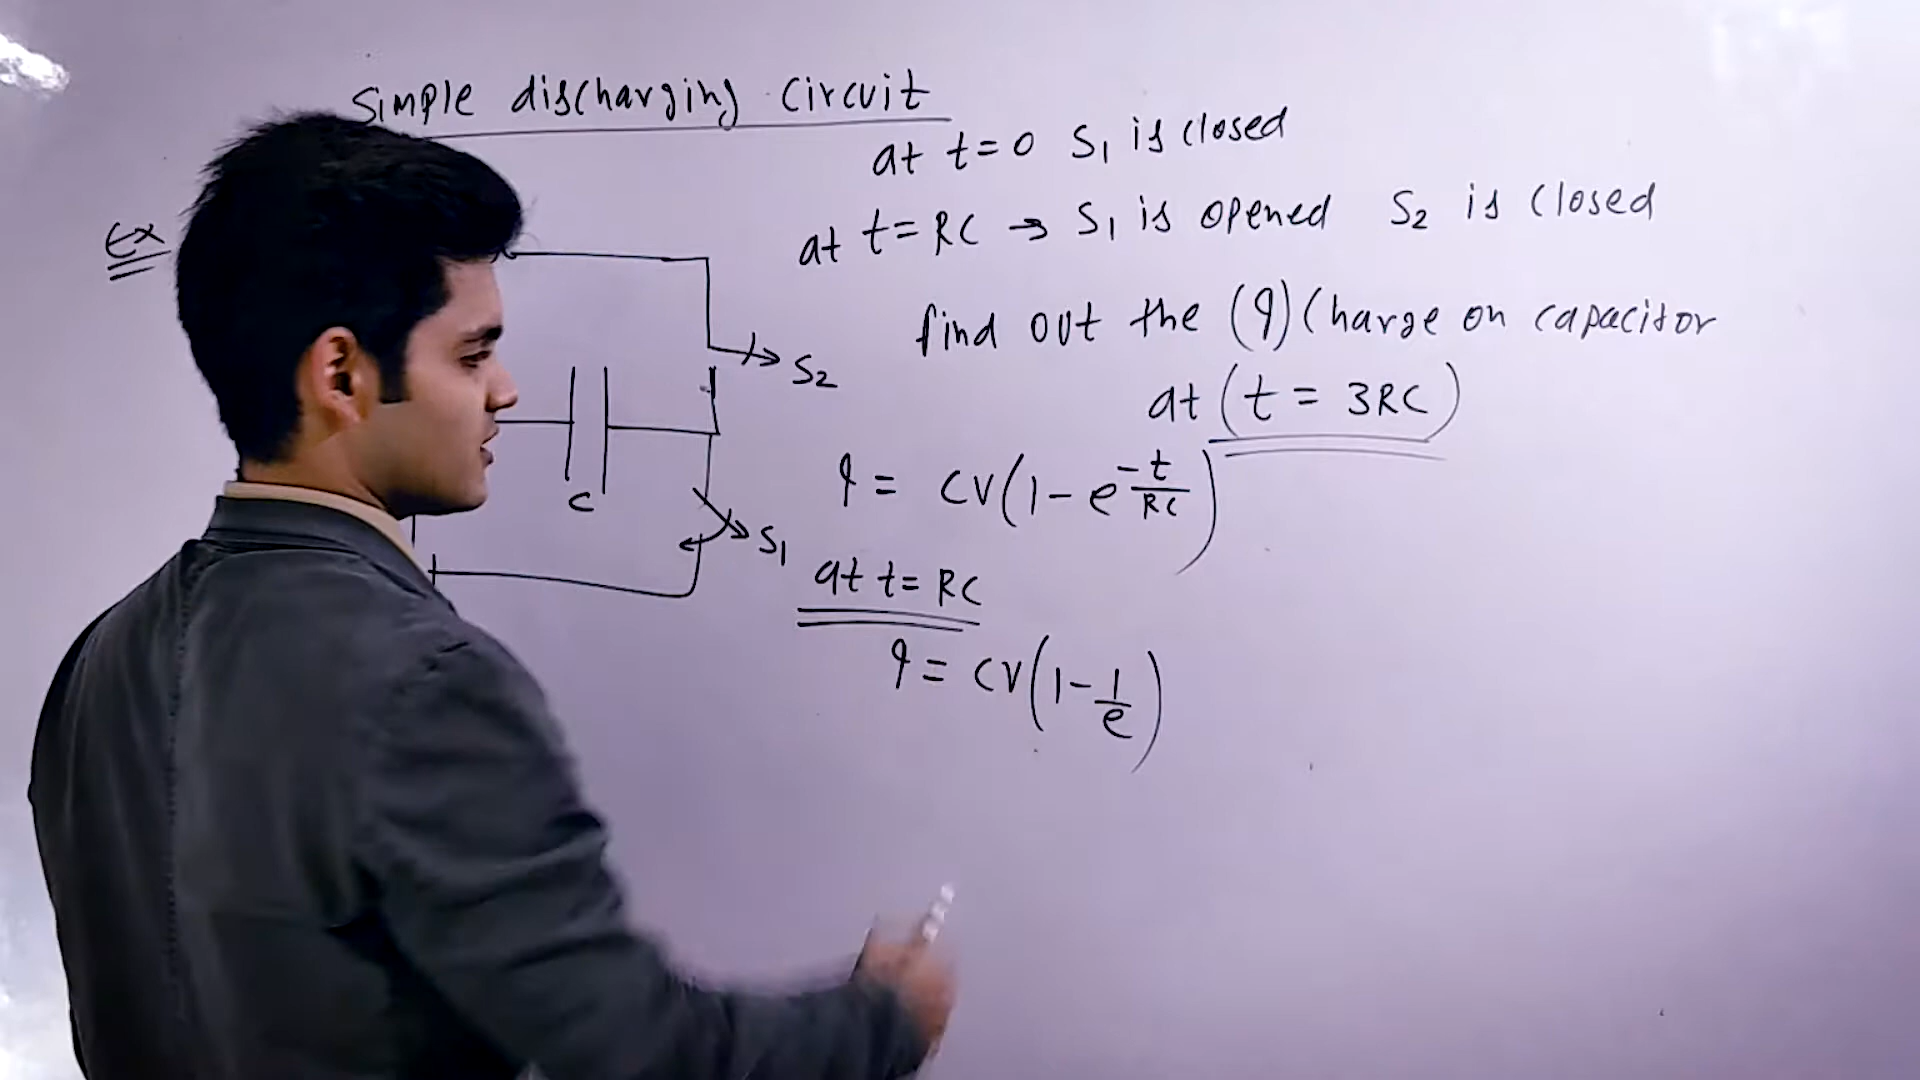 Simple discharging circuit
at t=0 S1 is closed
at t=RC → S1 is opened S2 is closed
Ex
find out the (q) charge on capacitor
at (t = 3RC)
S2
C
S1
q = CV(1-e^-t/RC)
at t=RC
q = CV(1-1/e)